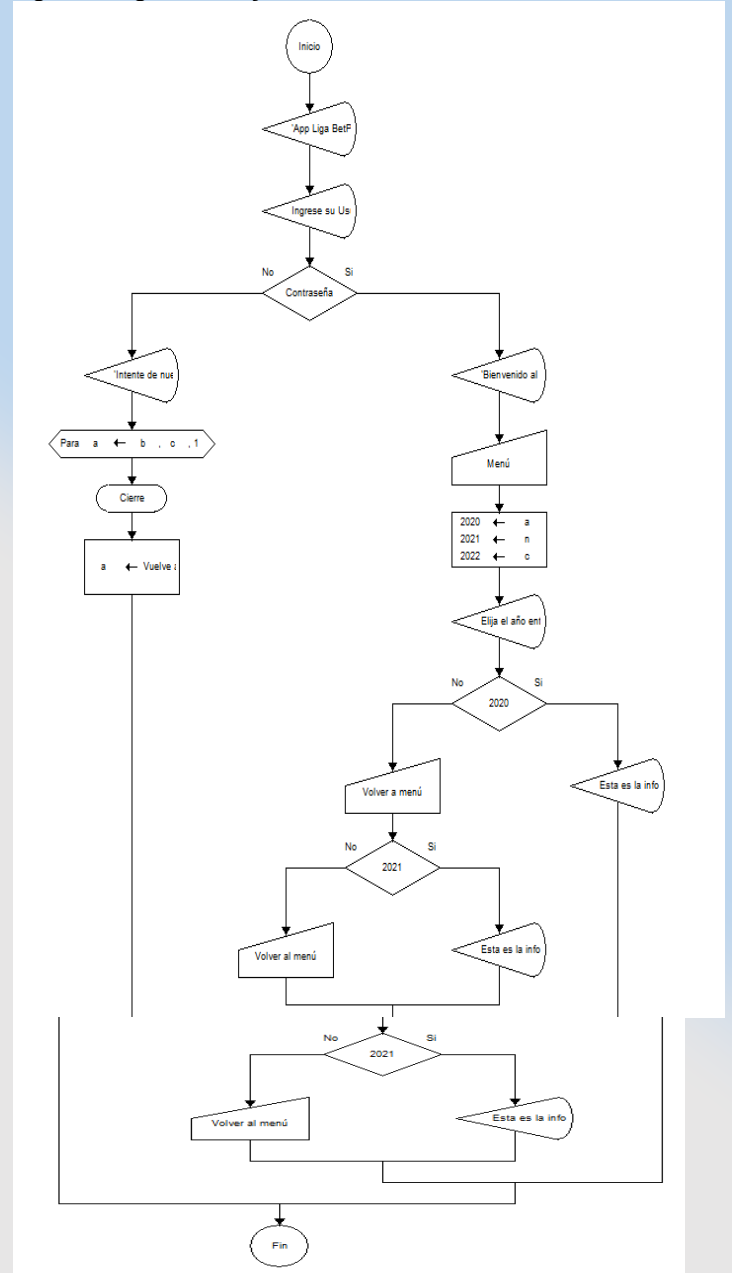 Inicio
'App Liga BetF
Ingrese su Us
No
Si
Contraseña
'Intente de nue
'Bienvenido al
Para a ← b , c , 1
Menú
Cierre
2020 ← a
2021 ← n
2022 ← c
a ← Vuelve a
Elija el año ent
No
Si
2020
Volver a menú
Esta es la info
No
Si
2021
Volver al menú
Esta es la info
No
Si
2021
Volver al menú
Esta es la info
Fin